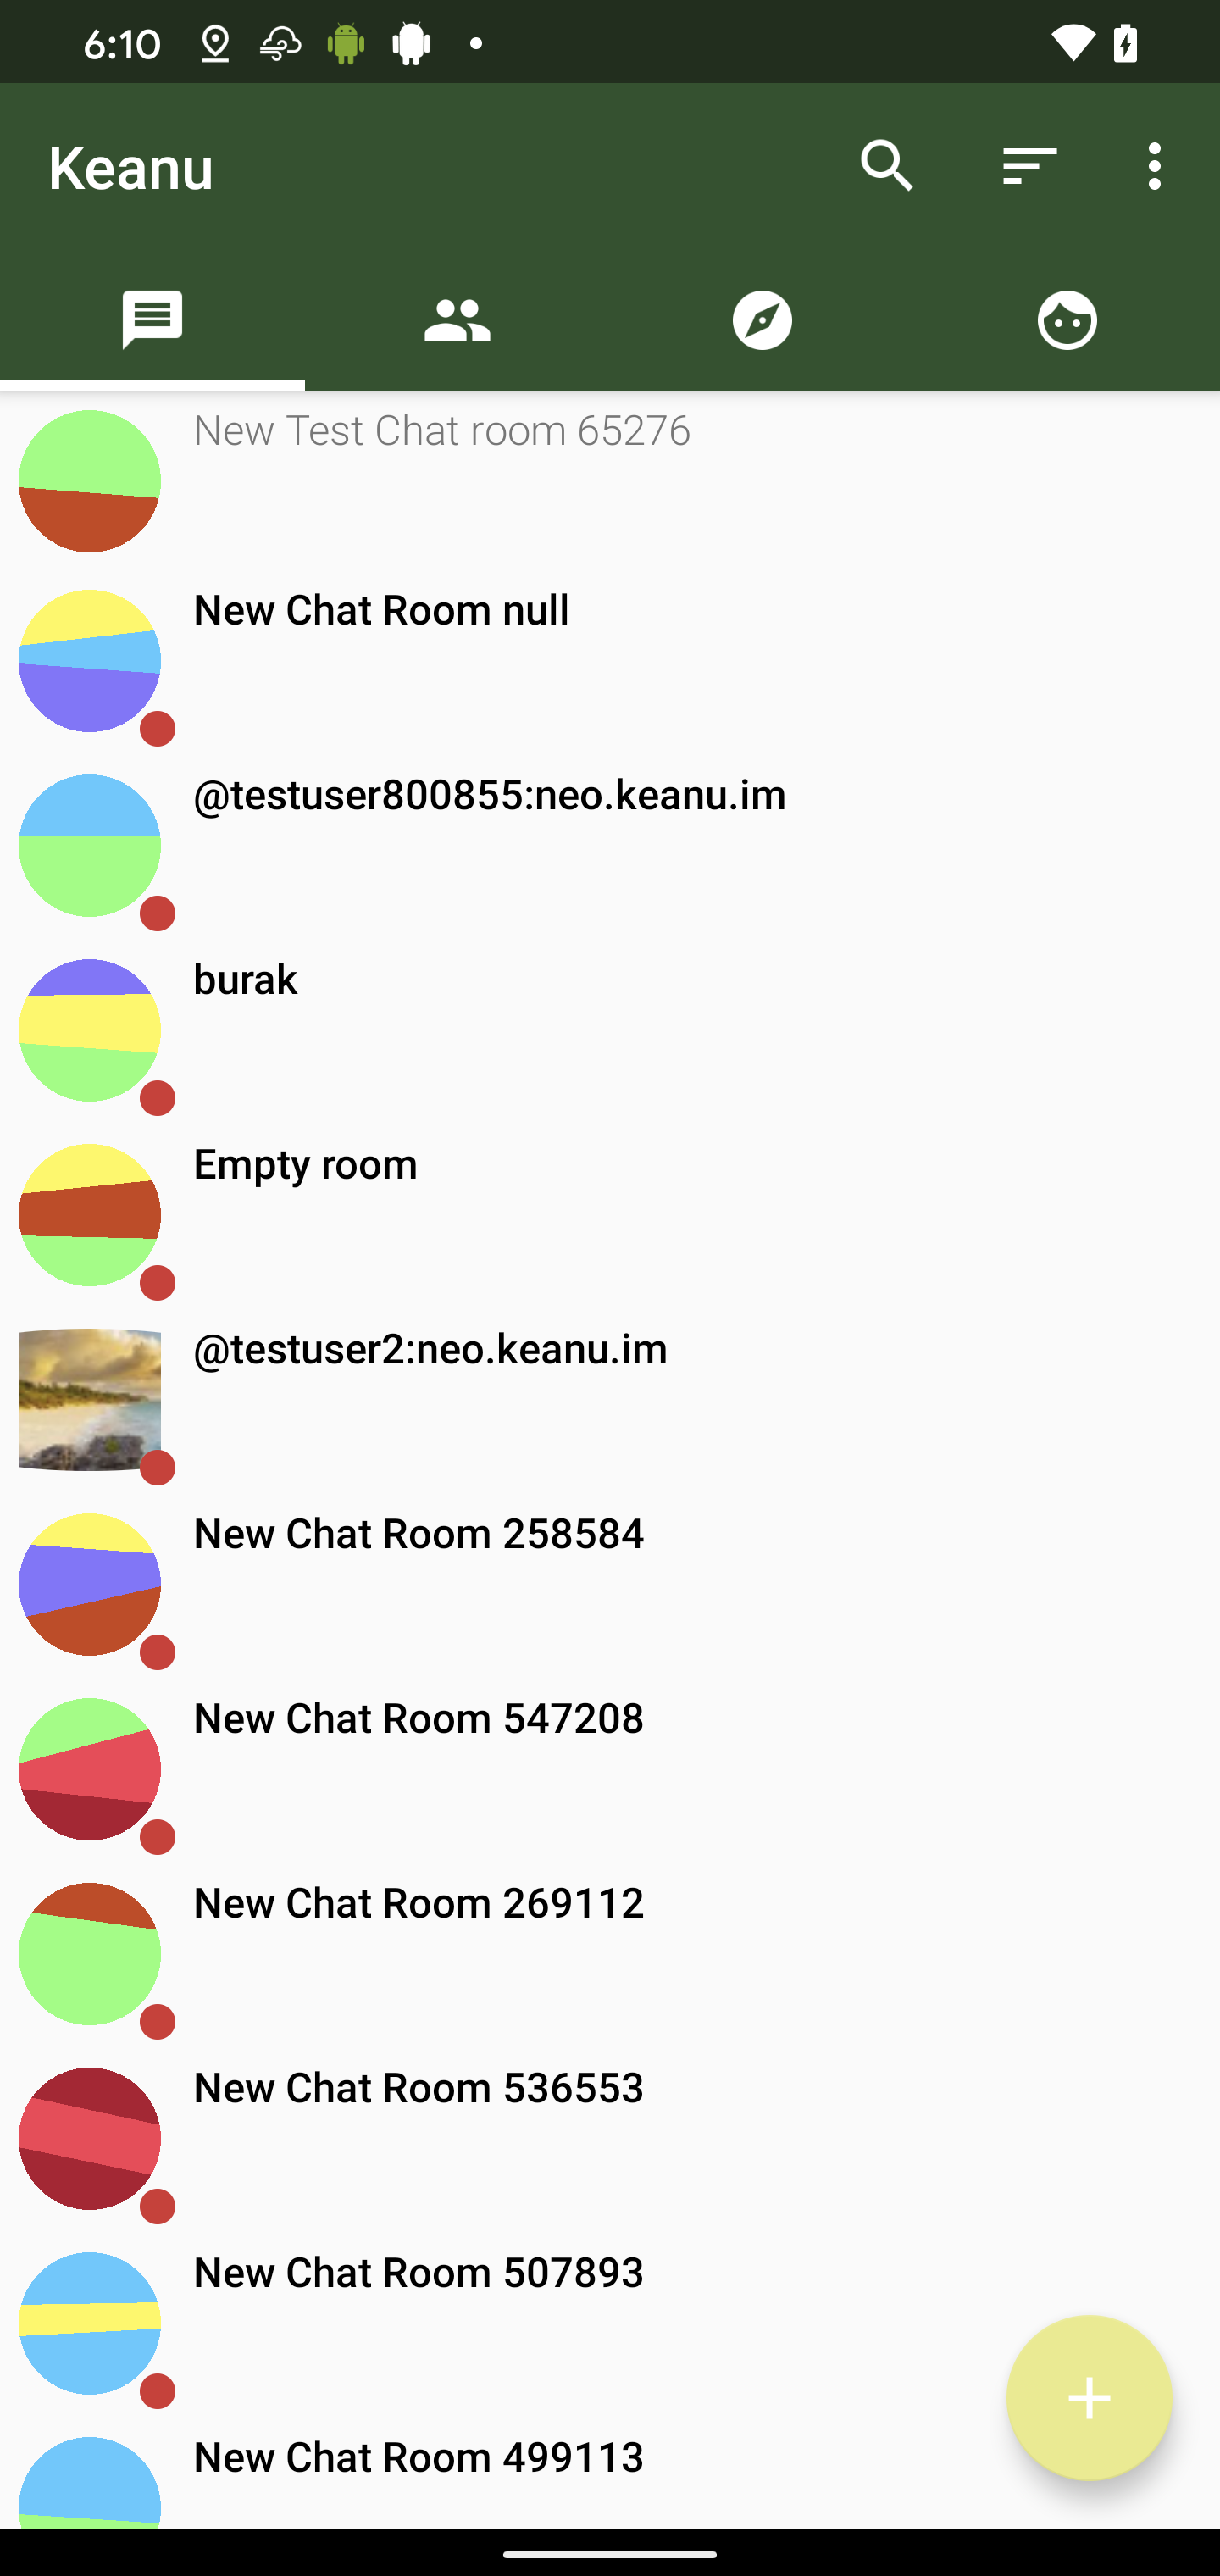 6:10
Keanu
New Test Chat room 65276
New Chat Room null
@testuser800855:neo.keanu.im
burak
Empty room
@testuser2:neo.keanu.im
New Chat Room 258584
New Chat Room 547208
New Chat Room 269112
New Chat Room 536553
New Chat Room 507893
New Chat Room 499113